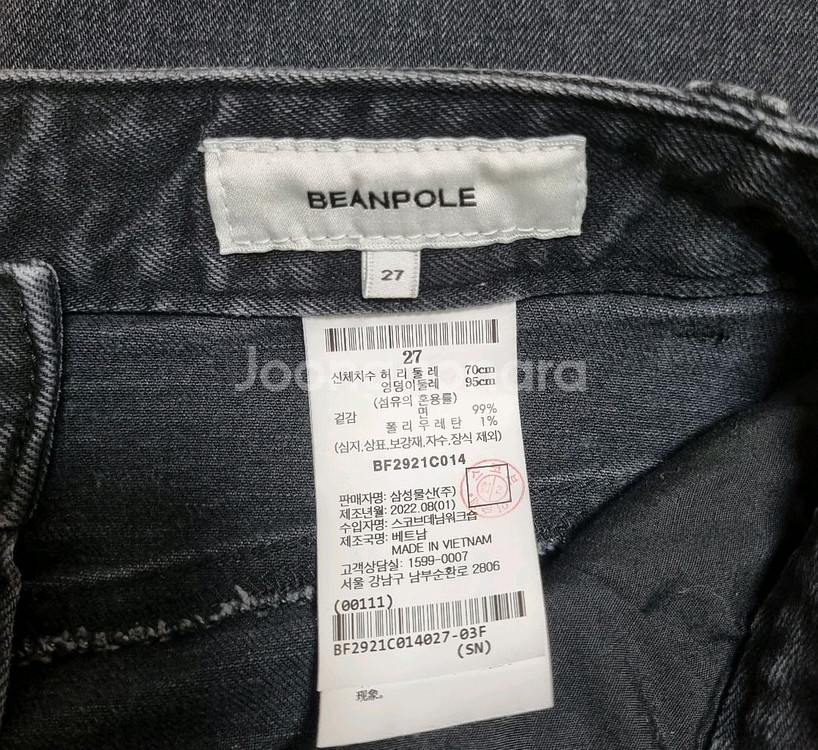 BEANPOLE
27
27
신체치수 허 리 둘 레 70cm
엉덩이둘레 95cm
(섬유의 혼용률)
겉감 면 99%
폴 리 우 레 탄 1%
(심지,상표,보강재,자수,장식 제외)
BF2921C014
판매자명: 삼성물산(주)
제조년월: 2022.08(01)
수입자명: 스코브데님워크숍
제조국명: 베트남
MADE IN VIETNAM
고객상담실: 1599-0007
서울 강남구 남부순환로 2806
(00111)
BF2921C014027-03F
(SN)
现象。